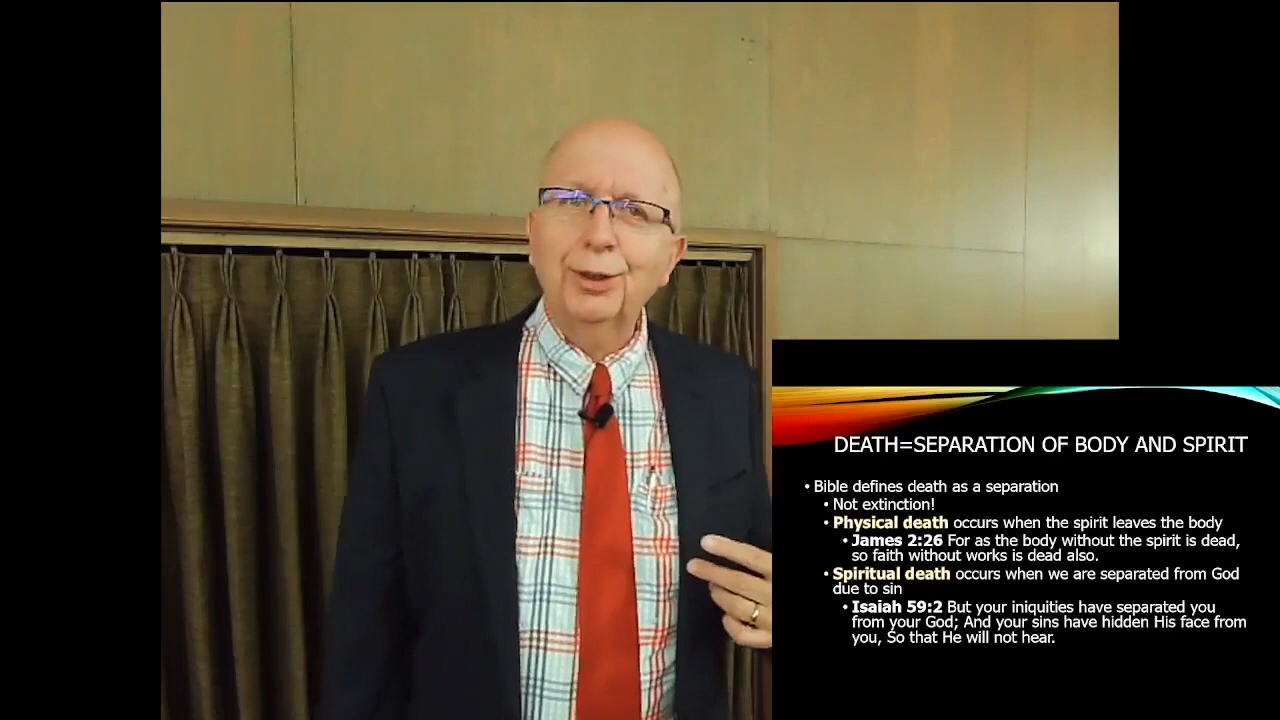 DEATH=SEPARATION OF BODY AND SPIRIT
• Bible defines death as a separation
• Not extinction!
• Physical death occurs when the spirit leaves the body
• James 2:26 For as the body without the spirit is dead,
so faith without works is dead also.
• Spiritual death occurs when we are separated from God
due to sin
• Isaiah 59:2 But your iniquities have separated you
from your God; And your sins have hidden His face from
you, So that He will not hear.